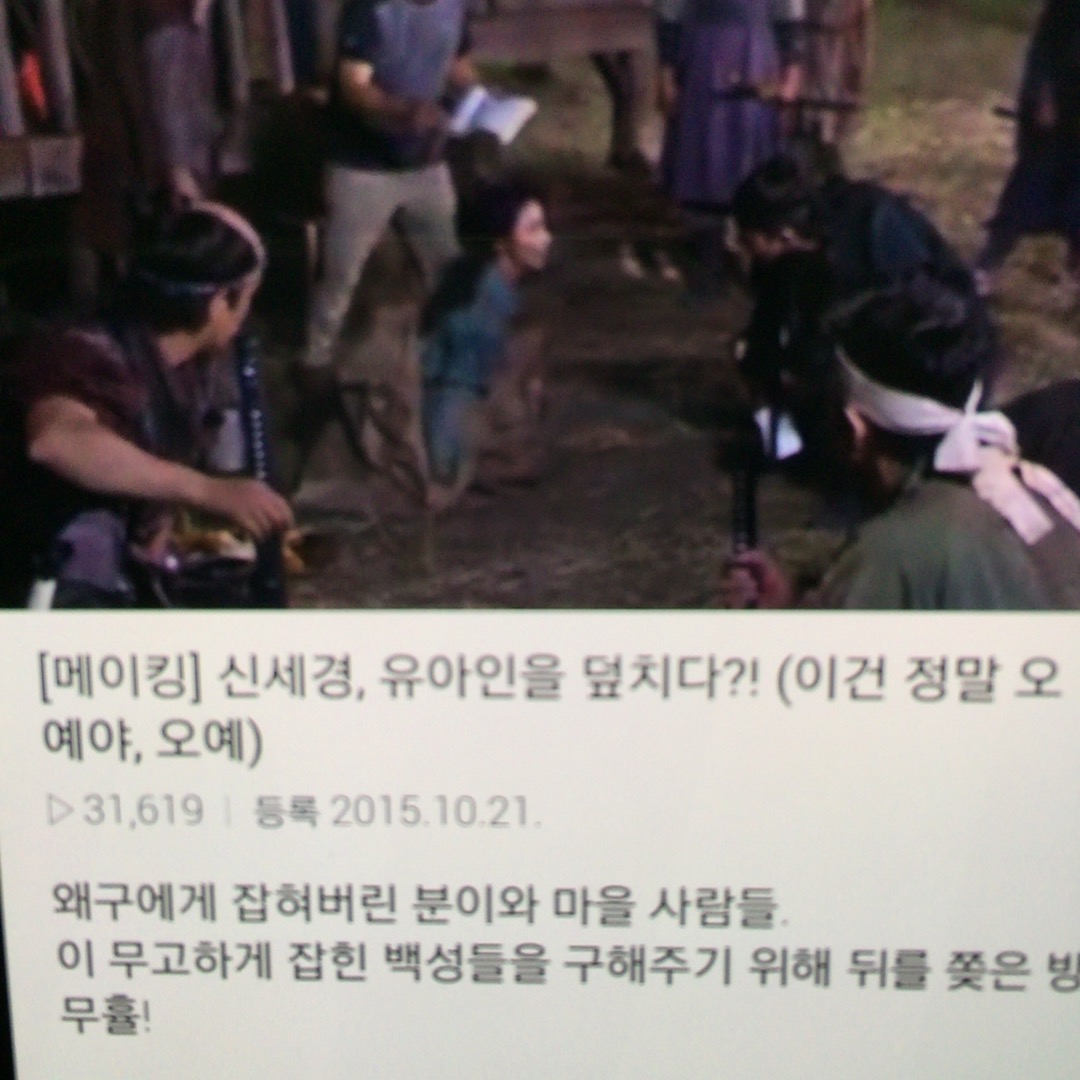 [메이킹] 신세경, 유아인을 덮치다?! (이건 정말 오
예야, 오예)
31,619 | 등록 2015.10.21.
왜구에게 잡혀버린 분이와 마을 사람들.
이 무고하게 잡힌 백성들을 구해주기 위해 뒤를 쫓은 방
무휼!